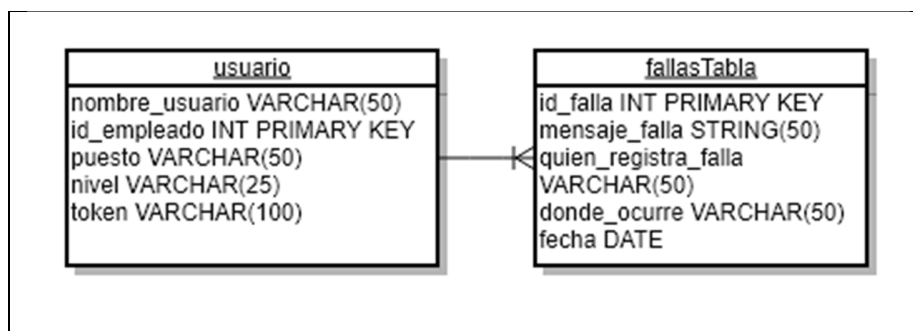 usuario
nombre_usuario VARCHAR(50)
id_empleado INT PRIMARY KEY
puesto VARCHAR(50)
nivel VARCHAR(25)
token VARCHAR(100)
fallasTabla
id_falla INT PRIMARY KEY
mensaje_falla STRING(50)
quien_registra_falla
VARCHAR(50)
donde_ocurre VARCHAR(50)
fecha DATE